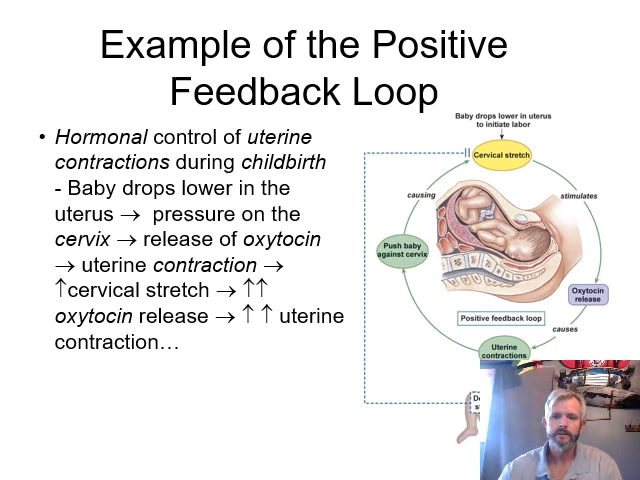 Example of the Positive
Feedback Loop
• Hormonal control of uterine
contractions during childbirth
- Baby drops lower in the
uterus → pressure on the
cervix → release of oxytocin
→ uterine contraction →
↑cervical stretch → ↑↑
oxytocin release → ↑ ↑ uterine
contraction…
Baby drops lower in uterus
to initiate labor
Cervical stretch
causing
stimulates
Push baby
against cervix
Oxytocin
release
Positive feedback loop
causes
Uterine
contractions